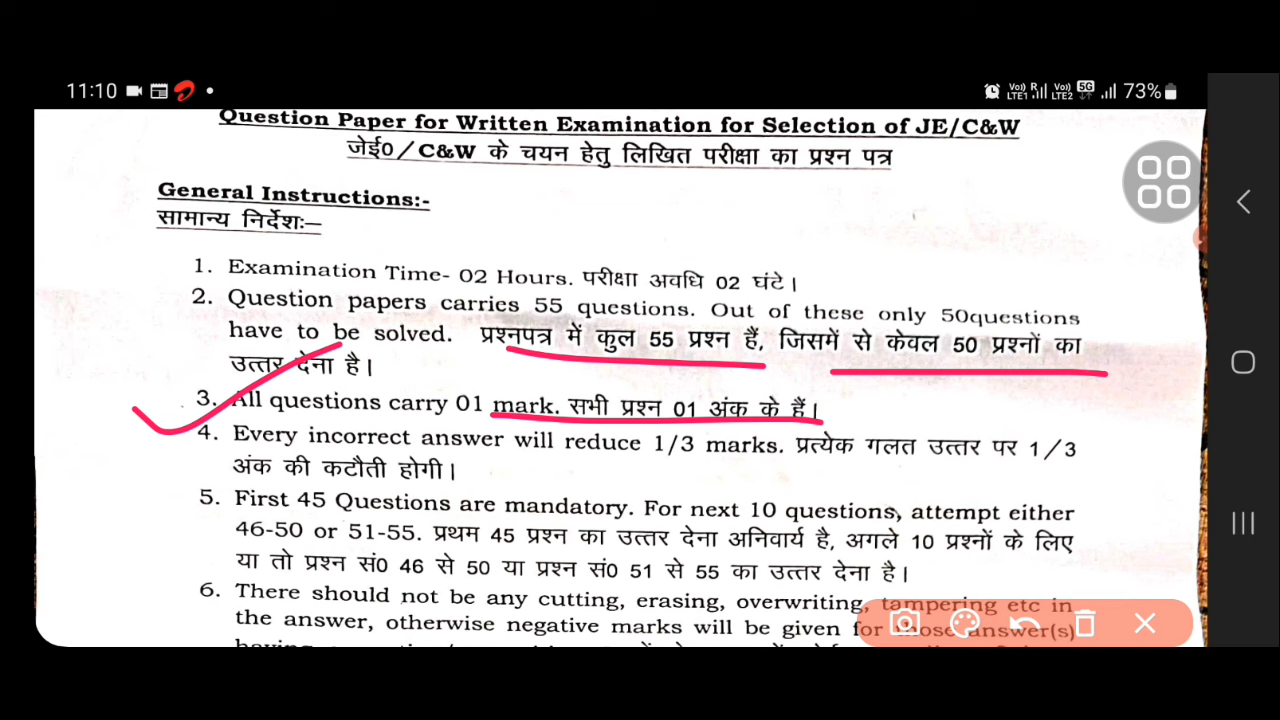 11:10
Vo)) R Vo)) 5G
LTE1 LTE2 73%
Question Paper for Written Examination for Selection of JE/C&W
जेई0/C&W के चयन हेतु लिखित परीक्षा का प्रश्न पत्र
General Instructions:-
सामान्य निर्देशः—
1. Examination Time- 02 Hours. परीक्षा अवधि 02 घंटे।
2. Question papers carries 55 questions. Out of these only 50questions
have to be solved. प्रश्नपत्र में कुल 55 प्रश्न हैं, जिसमें से केवल 50 प्रश्नों का
उत्तर देना है।
3. All questions carry 01 mark. सभी प्रश्न 01 अंक के हैं।
4. Every incorrect answer will reduce 1/3 marks. प्रत्येक गलत उत्तर पर 1/3
अंक की कटौती होगी।
5. First 45 Questions are mandatory. For next 10 questions, attempt either
46-50 or 51-55. प्रथम 45 प्रश्न का उत्तर देना अनिवार्य है, अगले 10 प्रश्नों के लिए
या तो प्रश्न सं0 46 से 50 या प्रश्न सं0 51 से 55 का उत्तर देना है।
6. There should not be any cutting, erasing, overwriting, tampering etc in
the answer, otherwise negative marks will be given for those answer(s)